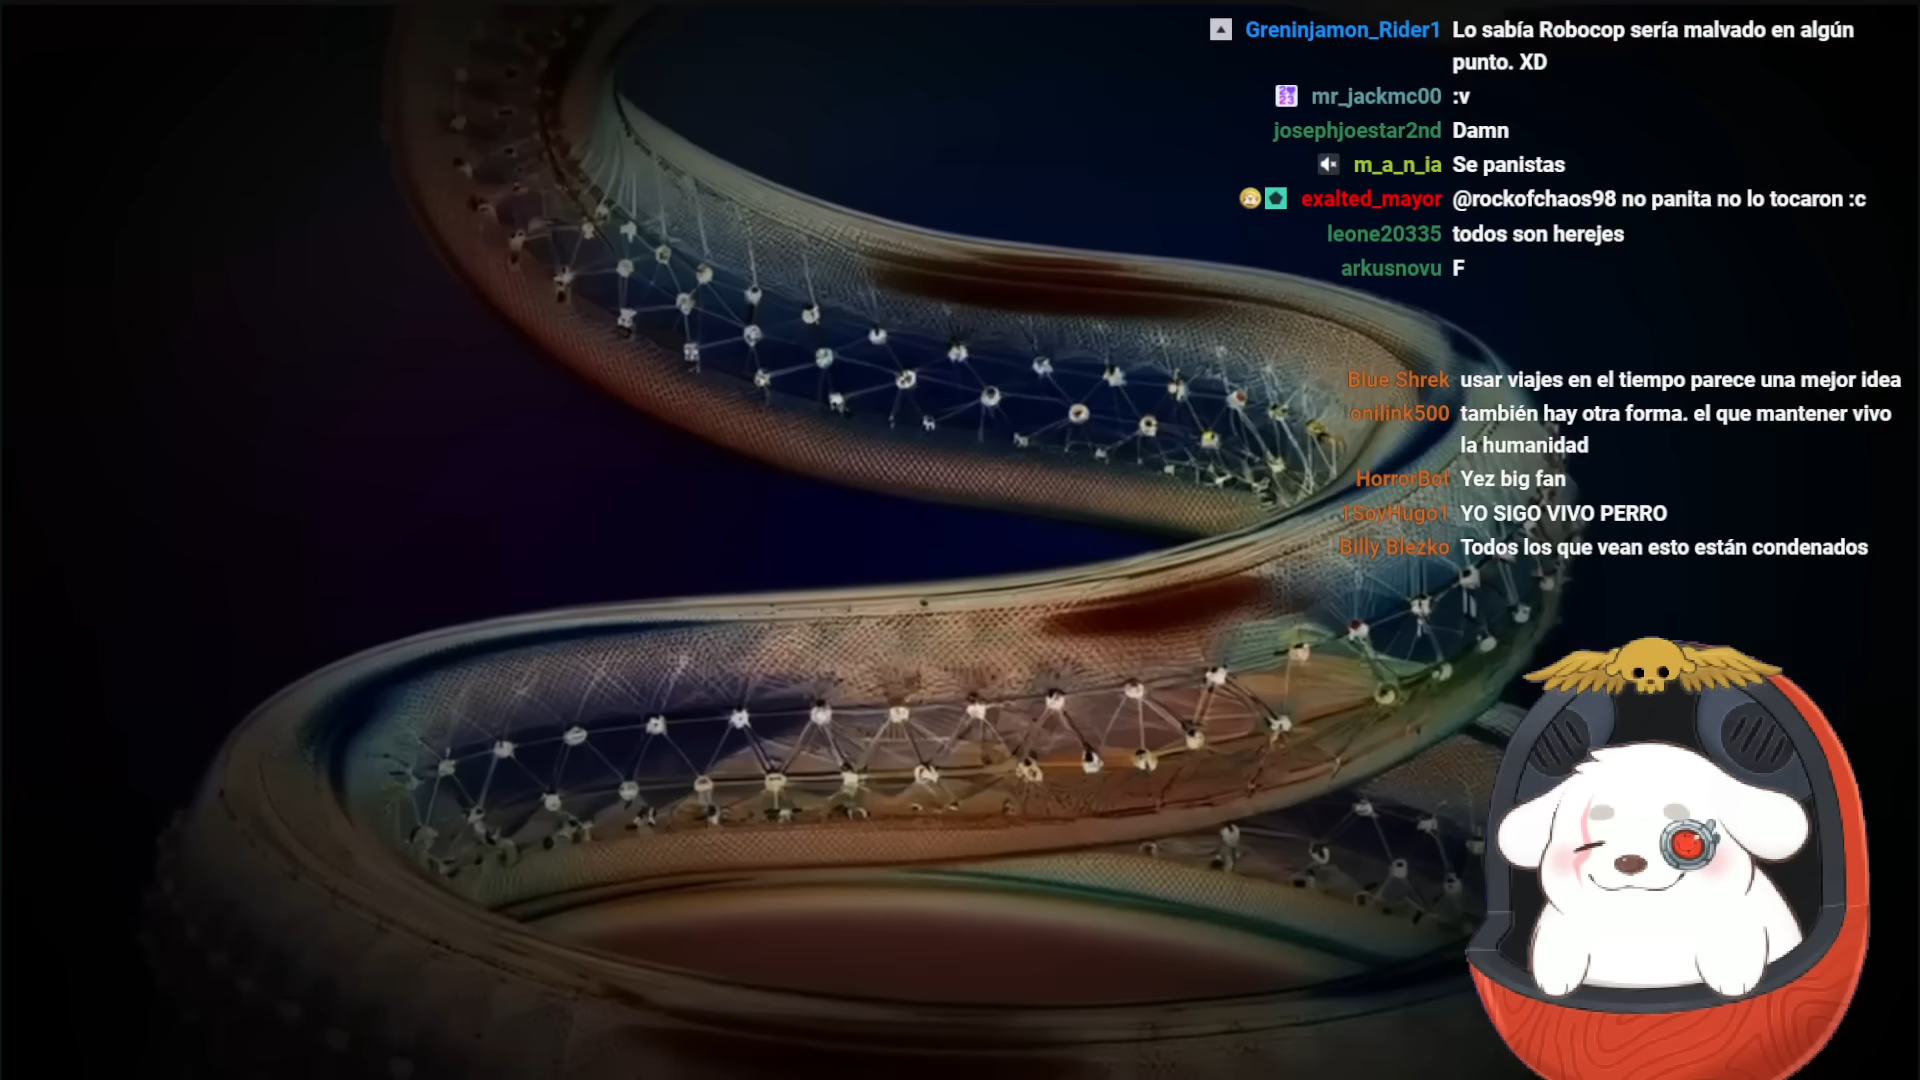 Greninjamon_Rider1 Lo sabía Robocop sería malvado en algún
punto. XD
mr_jackmc00 :v
josephjoestar2nd Damn
m_a_n_ia Se panistas
exalted_mayor @rockofchaos98 no panita no lo tocaron :c
leone20335 todos son herejes
arkusnovu F
Blue Shrek usar viajes en el tiempo parece una mejor idea
onilink500 también hay otra forma. el que mantener vivo
la humanidad
HorrorBot Yez big fan
1SoyHugo1 YO SIGO VIVO PERRO
Billy Blezko Todos los que vean esto están condenados